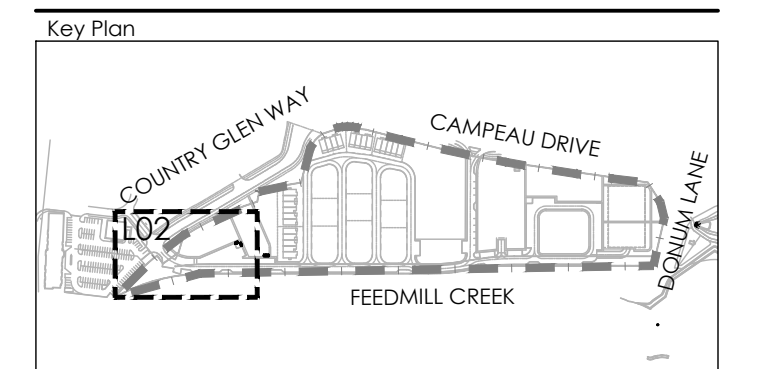 Key Plan
COUNTRY GLEN WAY
CAMPEAU DRIVE
DONUM LANE
L02
FEEDMILL CREEK